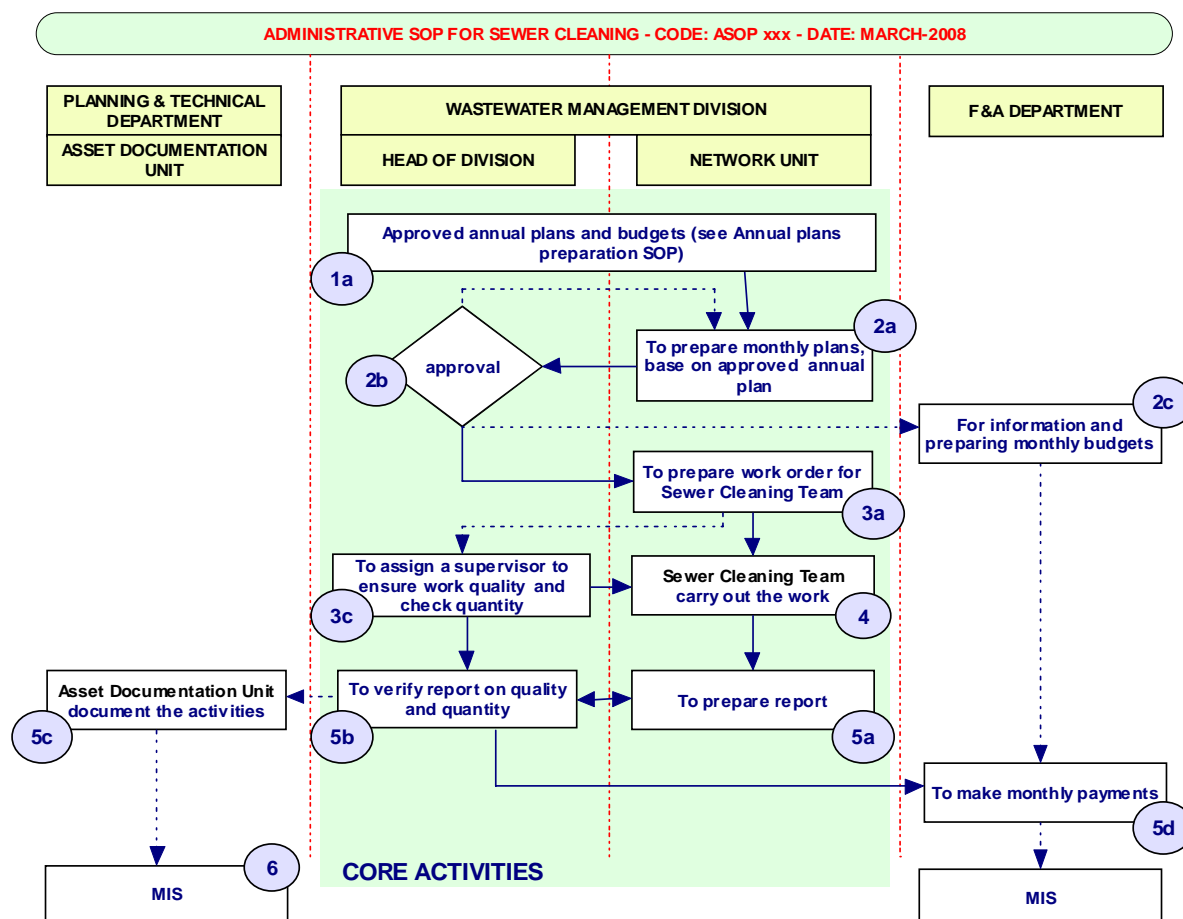 ADMINISTRATIVE SOP FOR SEWER CLEANING - CODE: ASOP xxx - DATE: MARCH-2008
PLANNING & TECHNICAL
DEPARTMENT
ASSET DOCUMENTATION
UNIT
WASTEWATER MANAGEMENT DIVISION
HEAD OF DIVISION
NETWORK UNIT
F&A DEPARTMENT
Approved annual plans and budgets (see Annual plans
preparation SOP)
1a
2a
To prepare monthly plans,
base on approved annual
plan
approval
2b
2c
For information and
preparing monthly budgets
To prepare work order for
Sewer Cleaning Team
3a
To assign a supervisor to
ensure work quality and
check quantity
3c
Sewer Cleaning Team
carry out the work
4
Asset Documentation Unit
document the activities
5c
To verify report on quality
and quantity
5b
To prepare report
5a
To make monthly payments
5d
6
MIS
CORE ACTIVITIES
MIS